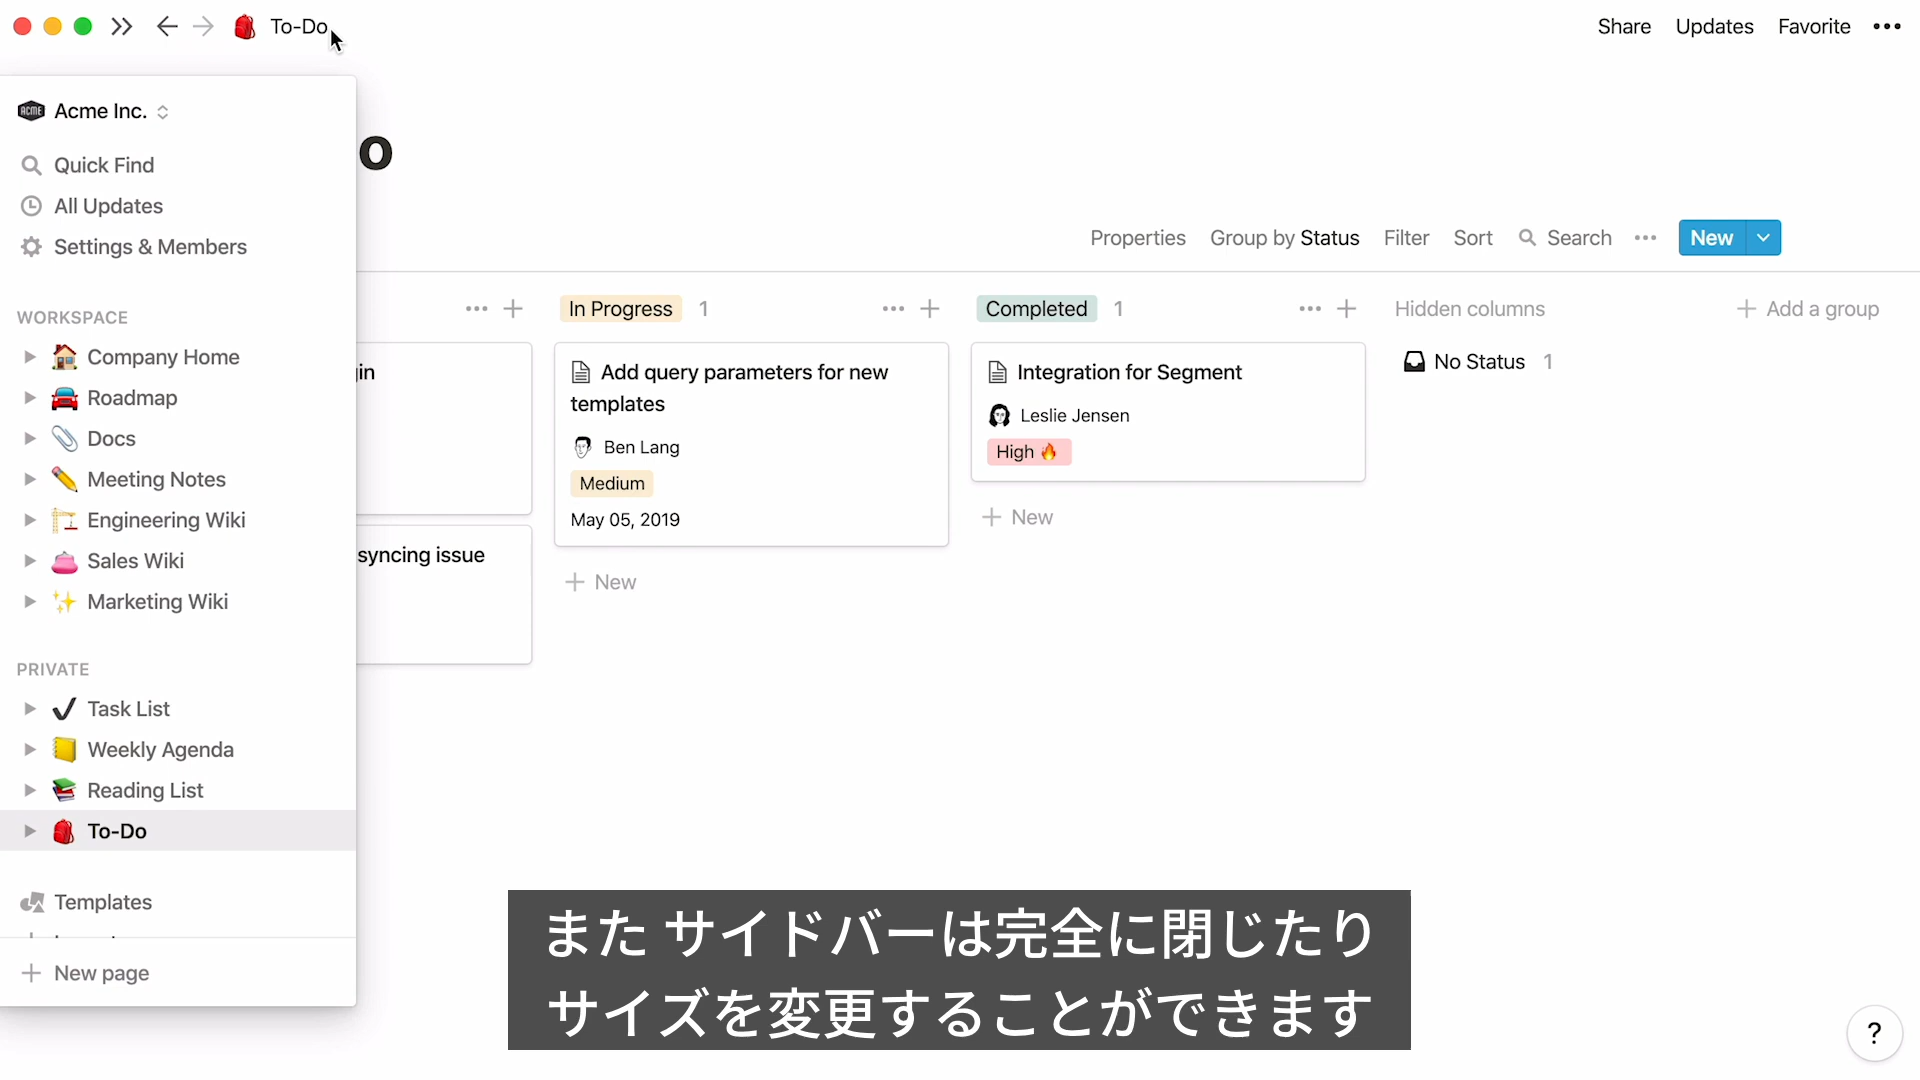 To-Do
Share Updates Favorite
ACME Acme Inc.
Quick Find
All Updates
Settings & Members
WORKSPACE
Company Home
Roadmap
Docs
Meeting Notes
Engineering Wiki
Sales Wiki
Marketing Wiki
PRIVATE
Task List
Weekly Agenda
Reading List
To-Do
Templates
New page
o
Properties Group by Status Filter Sort Search New
In Progress 1
Completed 1
Hidden columns
Add a group
in
syncing issue
Add query parameters for new
templates
Ben Lang
Medium
May 05, 2019
New
Integration for Segment
Leslie Jensen
High
New
No Status 1
また サイドバーは完全に閉じたり
サイズを変更することができます
?